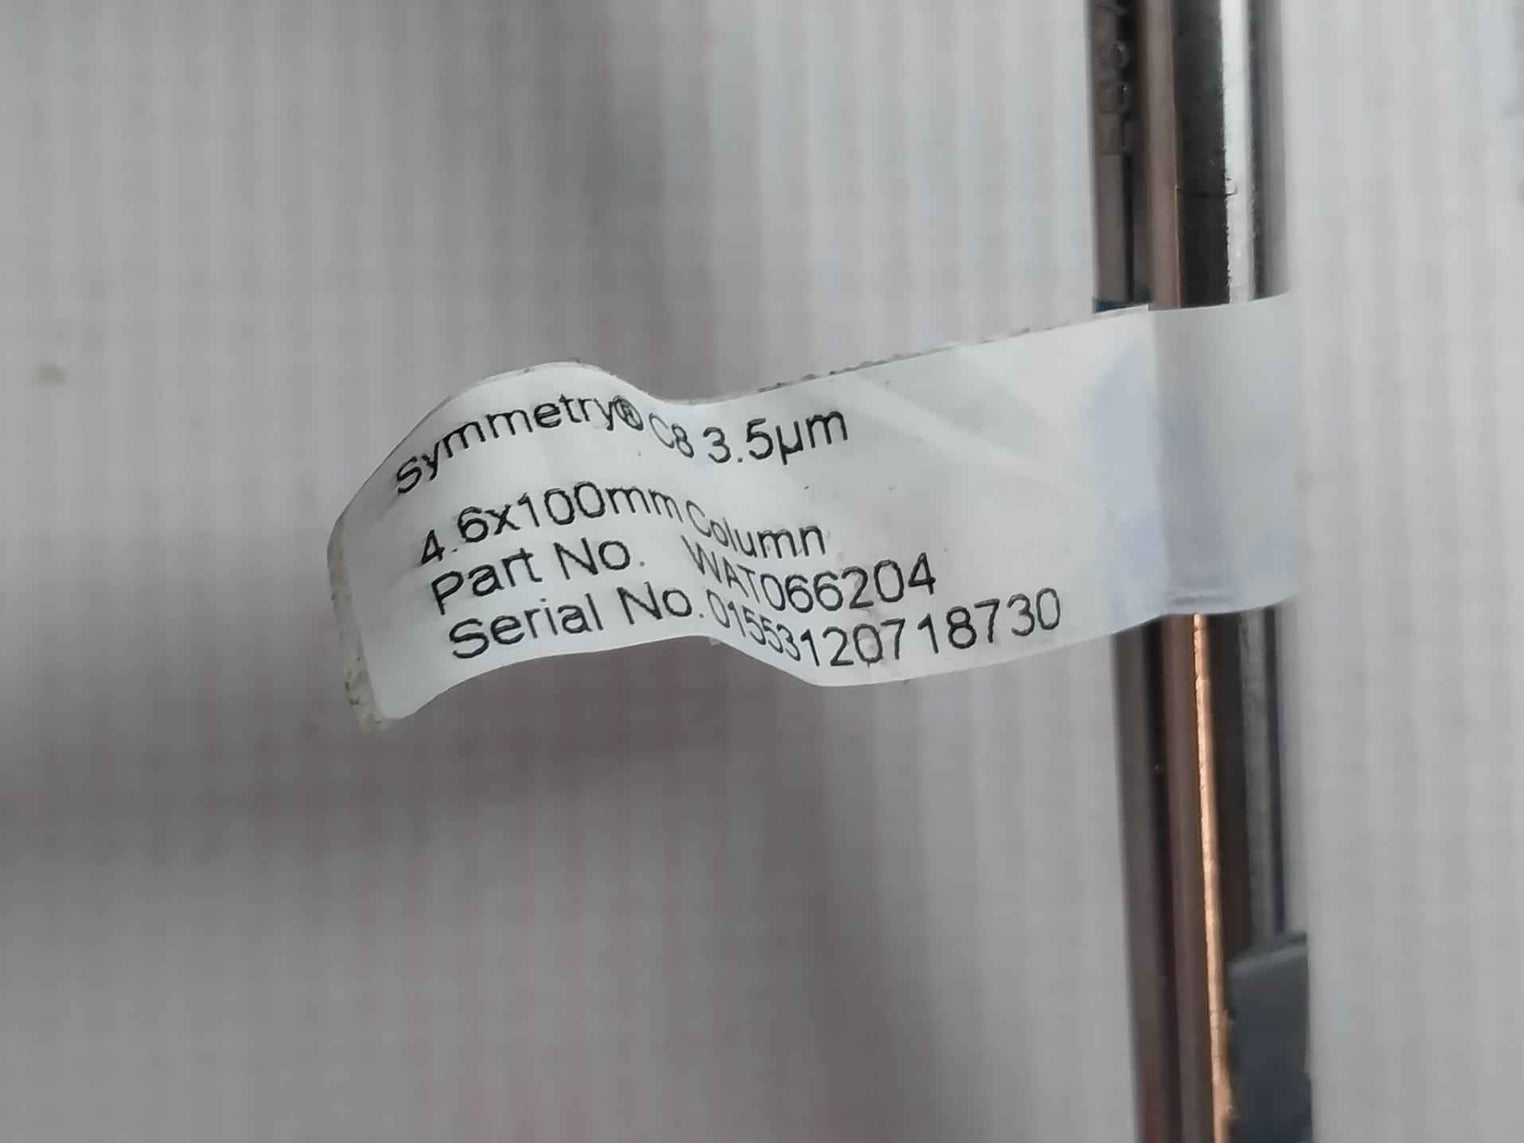 Symmetry® C8 3.5µm
4.6x100mm Column
Part No. WAT066204
Serial No. 01553120718730